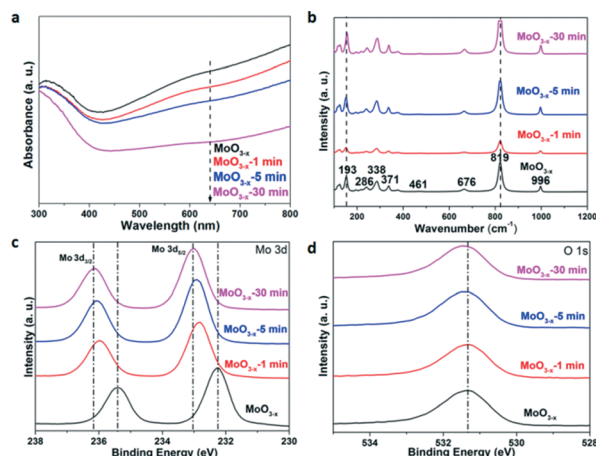 a
Absorbance (a. u.)
MoO₃₋ₓ
MoO₃₋ₓ-1 min
MoO₃₋ₓ-5 min
MoO₃₋ₓ-30 min
300 400 500 600 700 800
Wavelength (nm)
b
Intensity (a. u.)
MoO₃₋ₓ-30 min
MoO₃₋ₓ-5 min
MoO₃₋ₓ-1 min
819
MoO₃₋ₓ
193 338
286 371 461 676 996
200 400 600 800 1000 1200
Wavenumber (cm⁻¹)
c
Mo 3d
Mo 3d₃/₂ Mo 3d₅/₂
Intensity (a. u.)
MoO₃₋ₓ-30 min
MoO₃₋ₓ-5 min
MoO₃₋ₓ-1 min
MoO₃₋ₓ
238 236 234 232 230
Binding Energy (eV)
d
O 1s
Intensity (a. u.)
MoO₃₋ₓ-30 min
MoO₃₋ₓ-5 min
MoO₃₋ₓ-1 min
MoO₃₋ₓ
534 532 530 528
Binding Energy (eV)